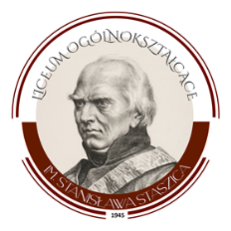 LICEUM OGÓLNOKSZTAŁCĄCE
IM. STANISŁAWA STASZICA
1945